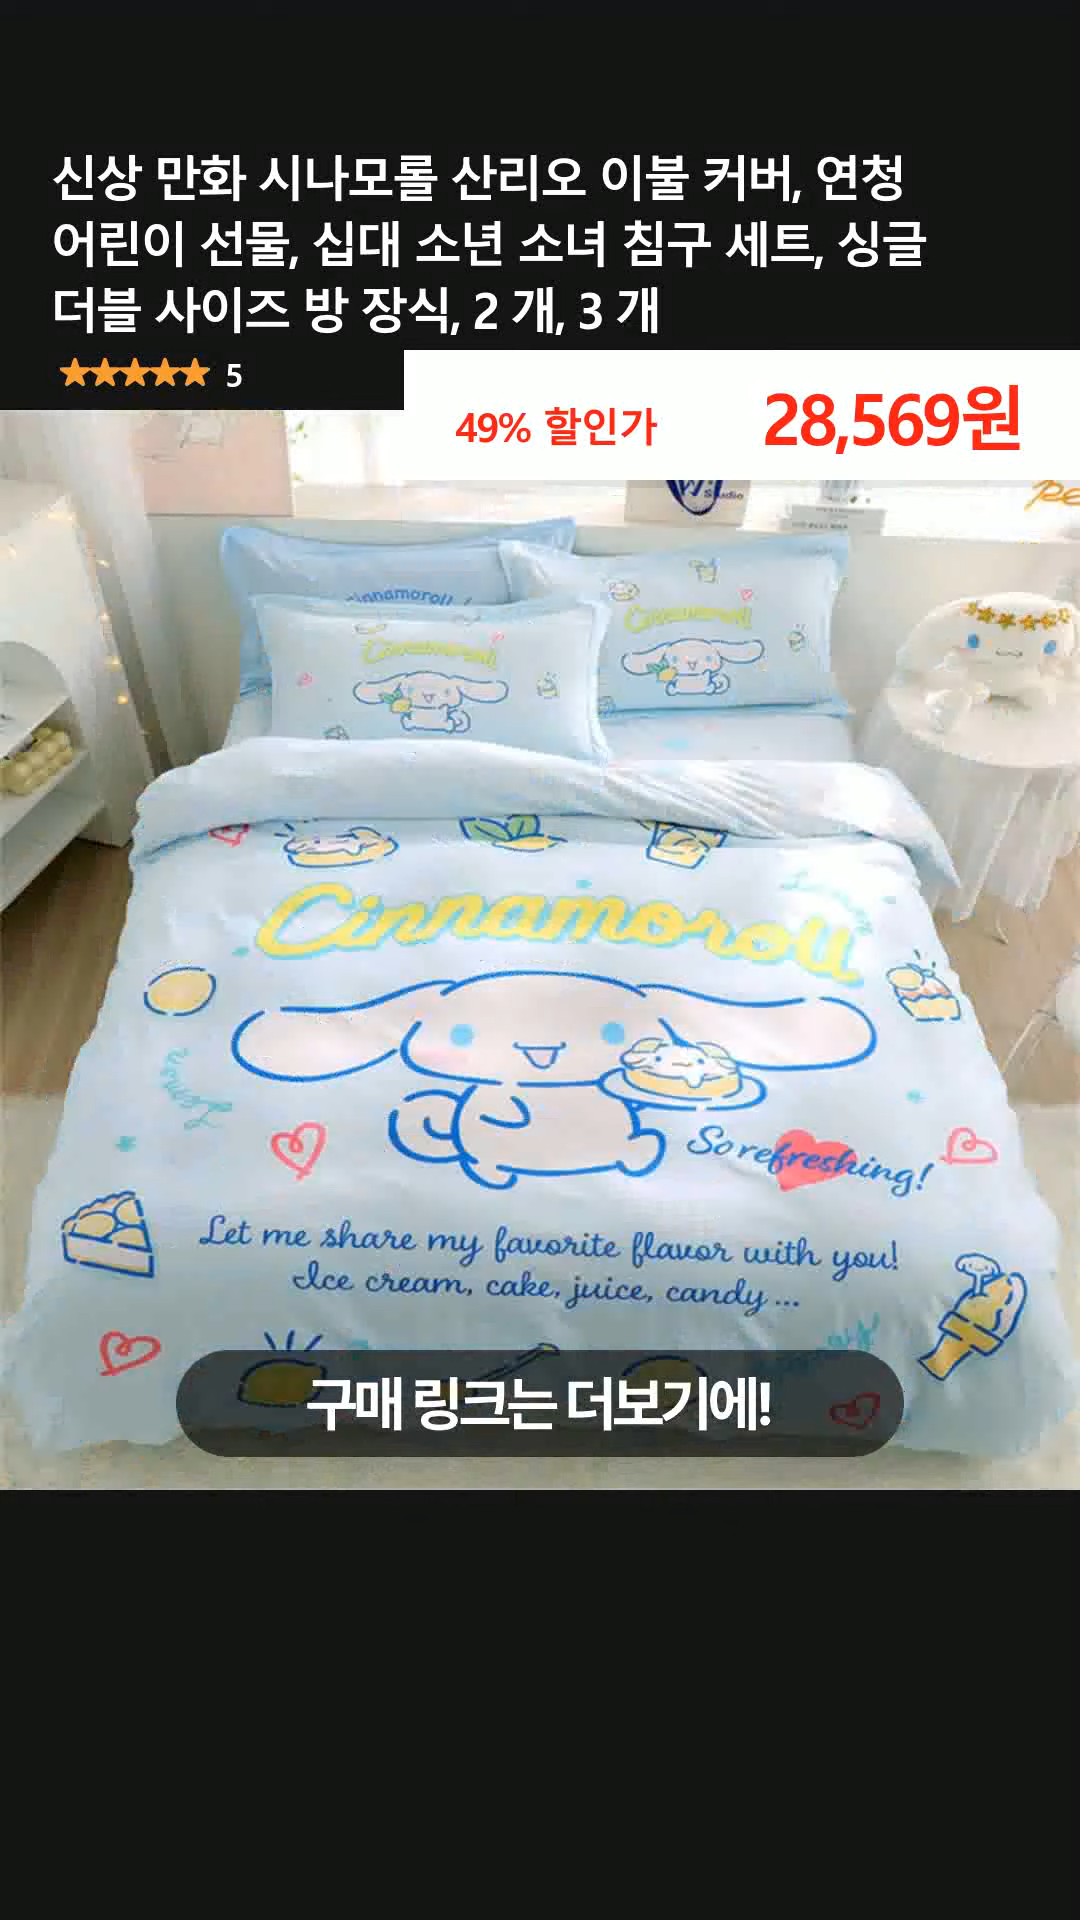 신상 만화 시나모롤 산리오 이불 커버, 연청
어린이 선물, 십대 소년 소녀 침구 세트, 싱글
더블 사이즈 방 장식, 2 개, 3 개
5
49% 할인가
28,569원
Studio
Pe
Cinnamoroll
Cinnamoroll
Cinnamoroll
Cinnamoroll
Lemon
So refreshing!
Let me share my favorite flavor with you!
Ice cream, cake, juice, candy ...
구매 링크는 더보기에!